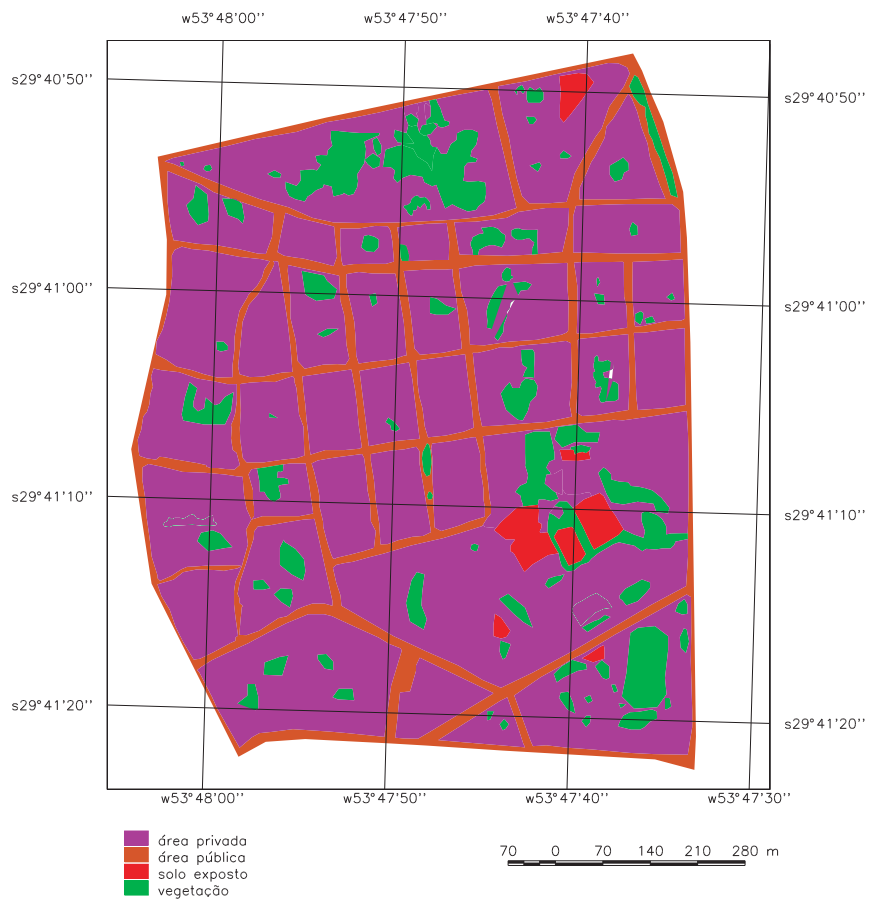 w53°48'00'' w53°47'50'' w53°47'40''
s29°40'50''
s29°40'50''
s29°41'00''
s29°41'00''
s29°41'10''
s29°41'10''
s29°41'20''
s29°41'20''
w53°48'00'' w53°47'50'' w53°47'40'' w53°47'30''
área privada
área pública
solo exposto
vegetação
70 0 70 140 210 280 m